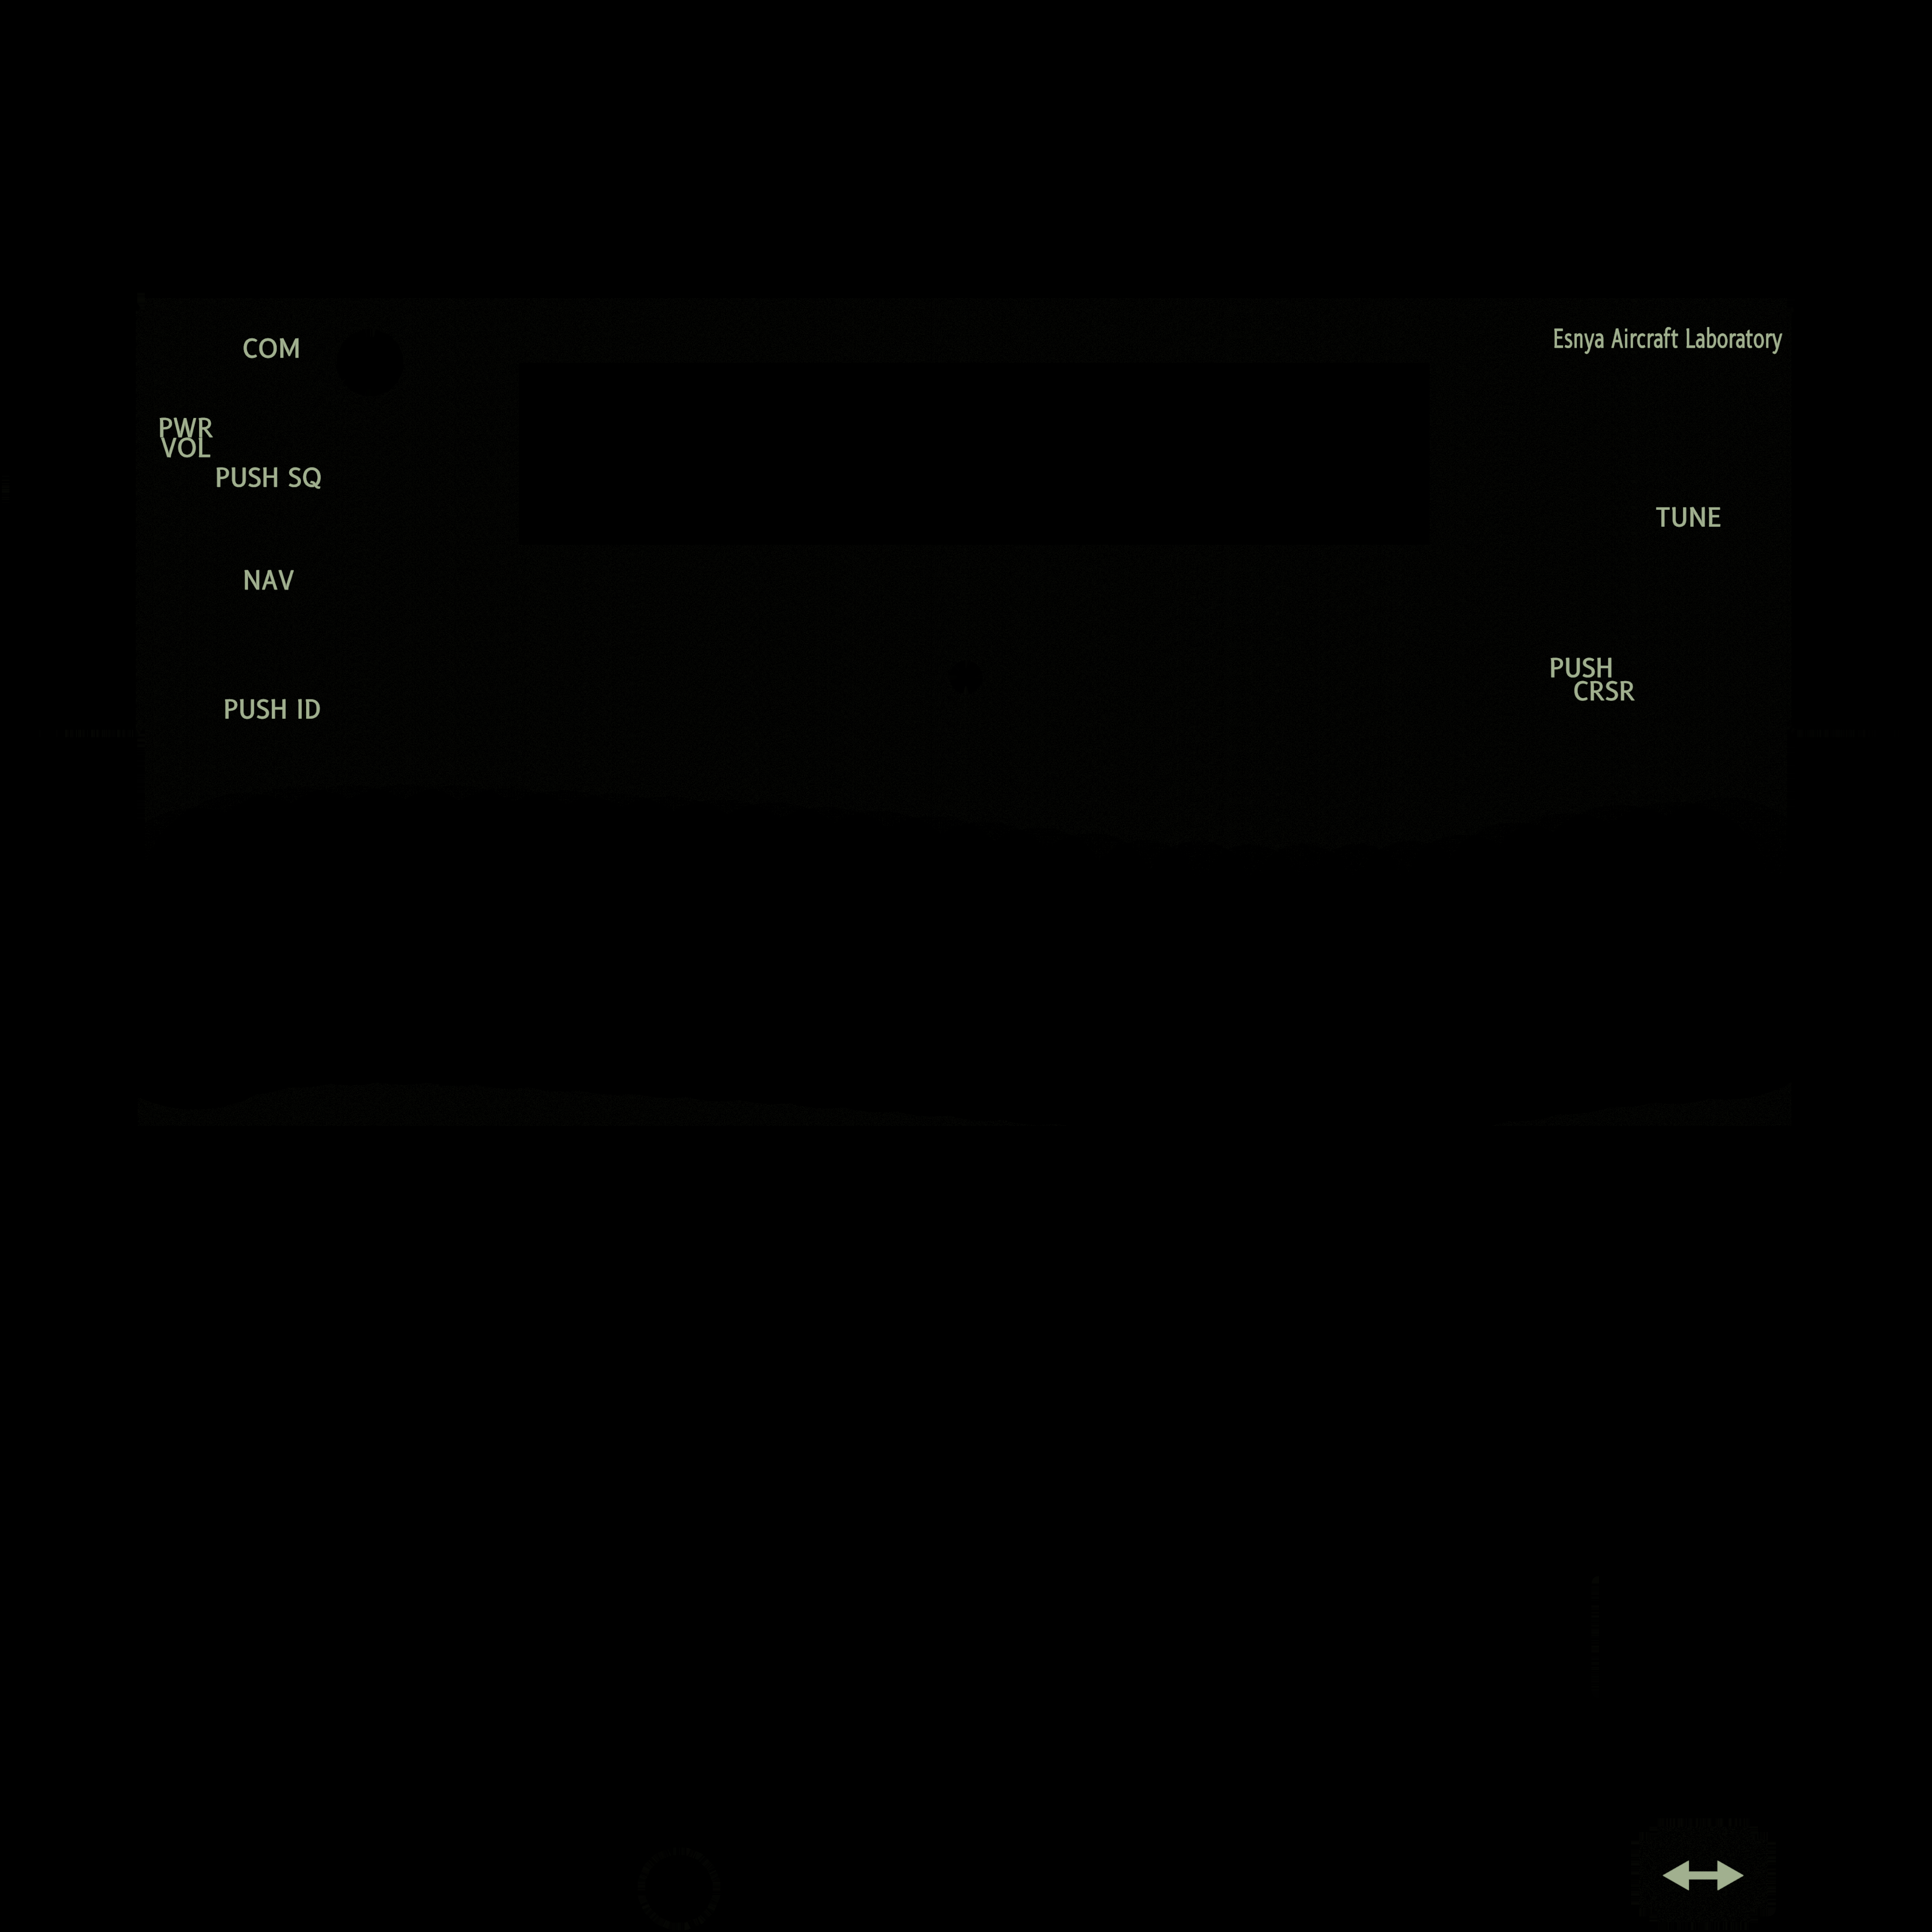 COM
Esnya Aircraft Laboratory
PWR
VOL
PUSH SQ
TUNE
NAV
PUSH
CRSR
PUSH ID